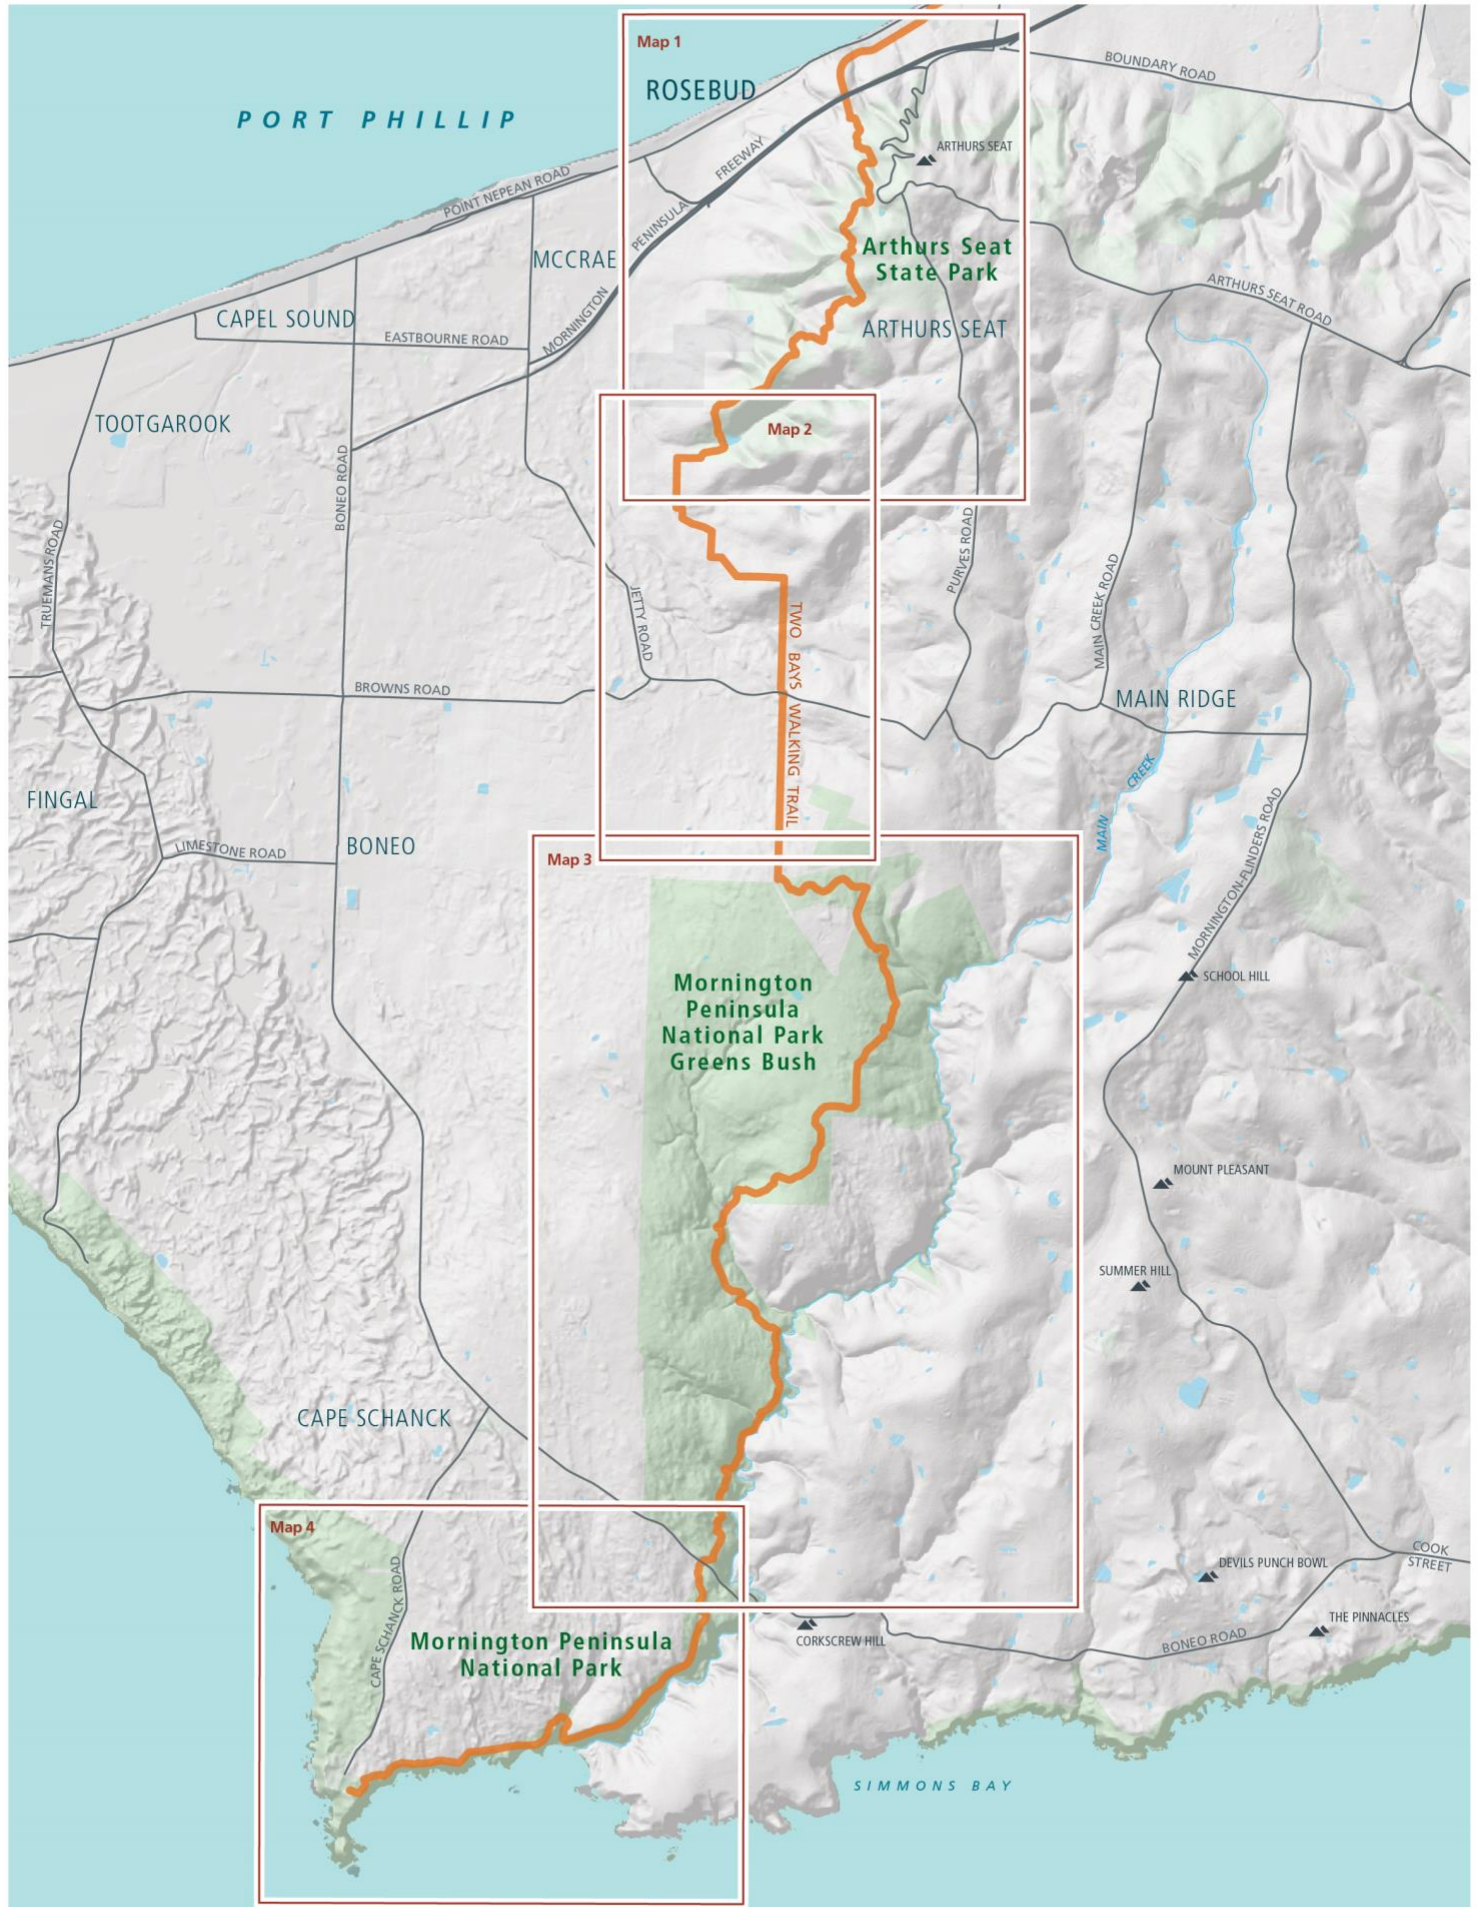 Map 1
ROSEBUD
BOUNDARY ROAD
PORT PHILLIP
FREEWAY
ARTHURS SEAT
POINT NEPEAN ROAD
PENINSULA
MCCRAE
Arthurs Seat
State Park
MORNINGTON
ARTHURS SEAT ROAD
CAPEL SOUND
EASTBOURNE ROAD
ARTHURS SEAT
TOOTGAROOK
Map 2
BONEO ROAD
TRUEMANS ROAD
PURVES ROAD
JETTY ROAD
MAIN CREEK ROAD
TWO BAYS WALKING TRAIL
BROWNS ROAD
MAIN RIDGE
FINGAL
MAIN CREEK
LIMESTONE ROAD
BONEO
Map 3
MORNINGTON-FLINDERS ROAD
SCHOOL HILL
Mornington
Peninsula
National Park
Greens Bush
MOUNT PLEASANT
SUMMER HILL
CAPE SCHANCK
Map 4
COOK
STREET
DEVILS PUNCH BOWL
CAPE SCHANCK ROAD
THE PINNACLES
Mornington Peninsula
National Park
CORKSCREW HILL
BONEO ROAD
SIMMONS BAY